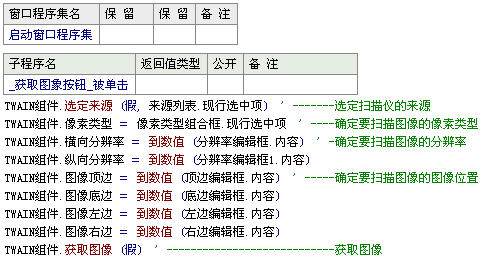 窗口程序集名 保 留 保 留 备 注
启动窗口程序集
子程序名 返回值类型 公开 备 注
_获取图像按钮_被单击
TWAIN组件.选定来源 (假, 来源列表.现行选中项) ' -------选定扫描仪的来源
TWAIN组件.像素类型 = 像素类型组合框.现行选中项 ' ----确定要扫描图像的像素类型
TWAIN组件.横向分辨率 = 到数值 (分辨率编辑框.内容) ' -确定要扫描图像的分辨率
TWAIN组件.纵向分辨率 = 到数值 (分辨率编辑框1.内容)
TWAIN组件.图像顶边 = 到数值 (顶边编辑框.内容) ' -----确定要扫描图像的图像位置
TWAIN组件.图像底边 = 到数值 (底边编辑框.内容)
TWAIN组件.图像左边 = 到数值 (左边编辑框.内容)
TWAIN组件.图像右边 = 到数值 (右边编辑框.内容)
TWAIN组件.获取图像 (假) ' ----------------------------获取图像